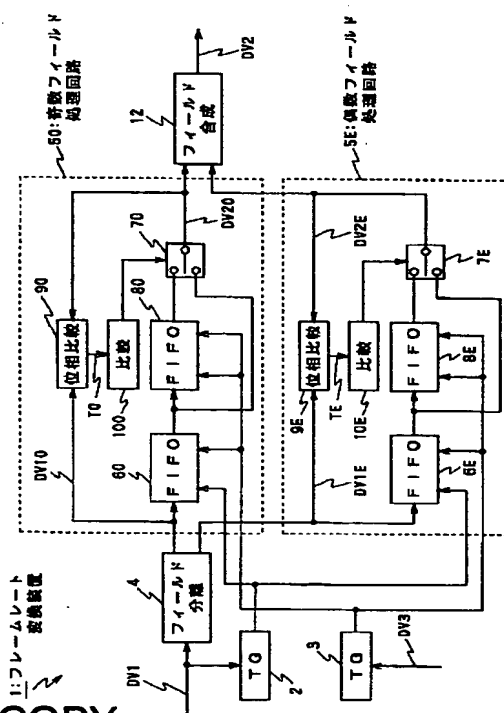 1:フレームレート
変換装置
DV1
4
フィールド
分離
TG
2
TG
3
DV3
50:奇数フィールド
処理回路
DV10
90
位相比較
TO
比較
100
60
FIFO
80
FIFO
70
DV20
12
フィールド
合成
DV2
5E:偶数フィールド
処理回路
DV1E
9E
位相比較
TE
比較
10E
6E
FIFO
8E
FIFO
7E
DV2E
COPY